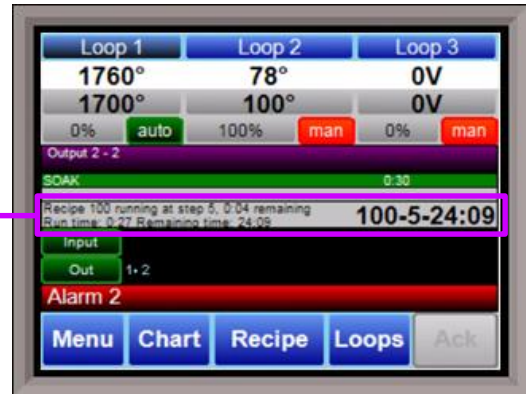 Loop 1 Loop 2 Loop 3
1760° 78° 0V
1700° 100° 0V
0% auto 100% man 0% man
Output 2 - 2
SOAK 0:30
Recipe 100 running at step 5, 0:04 remaining
Run time: 0:27 Remaining time: 24:09
100-5-24:09
Input
Out 1• 2
Alarm 2
Menu Chart Recipe Loops Ack